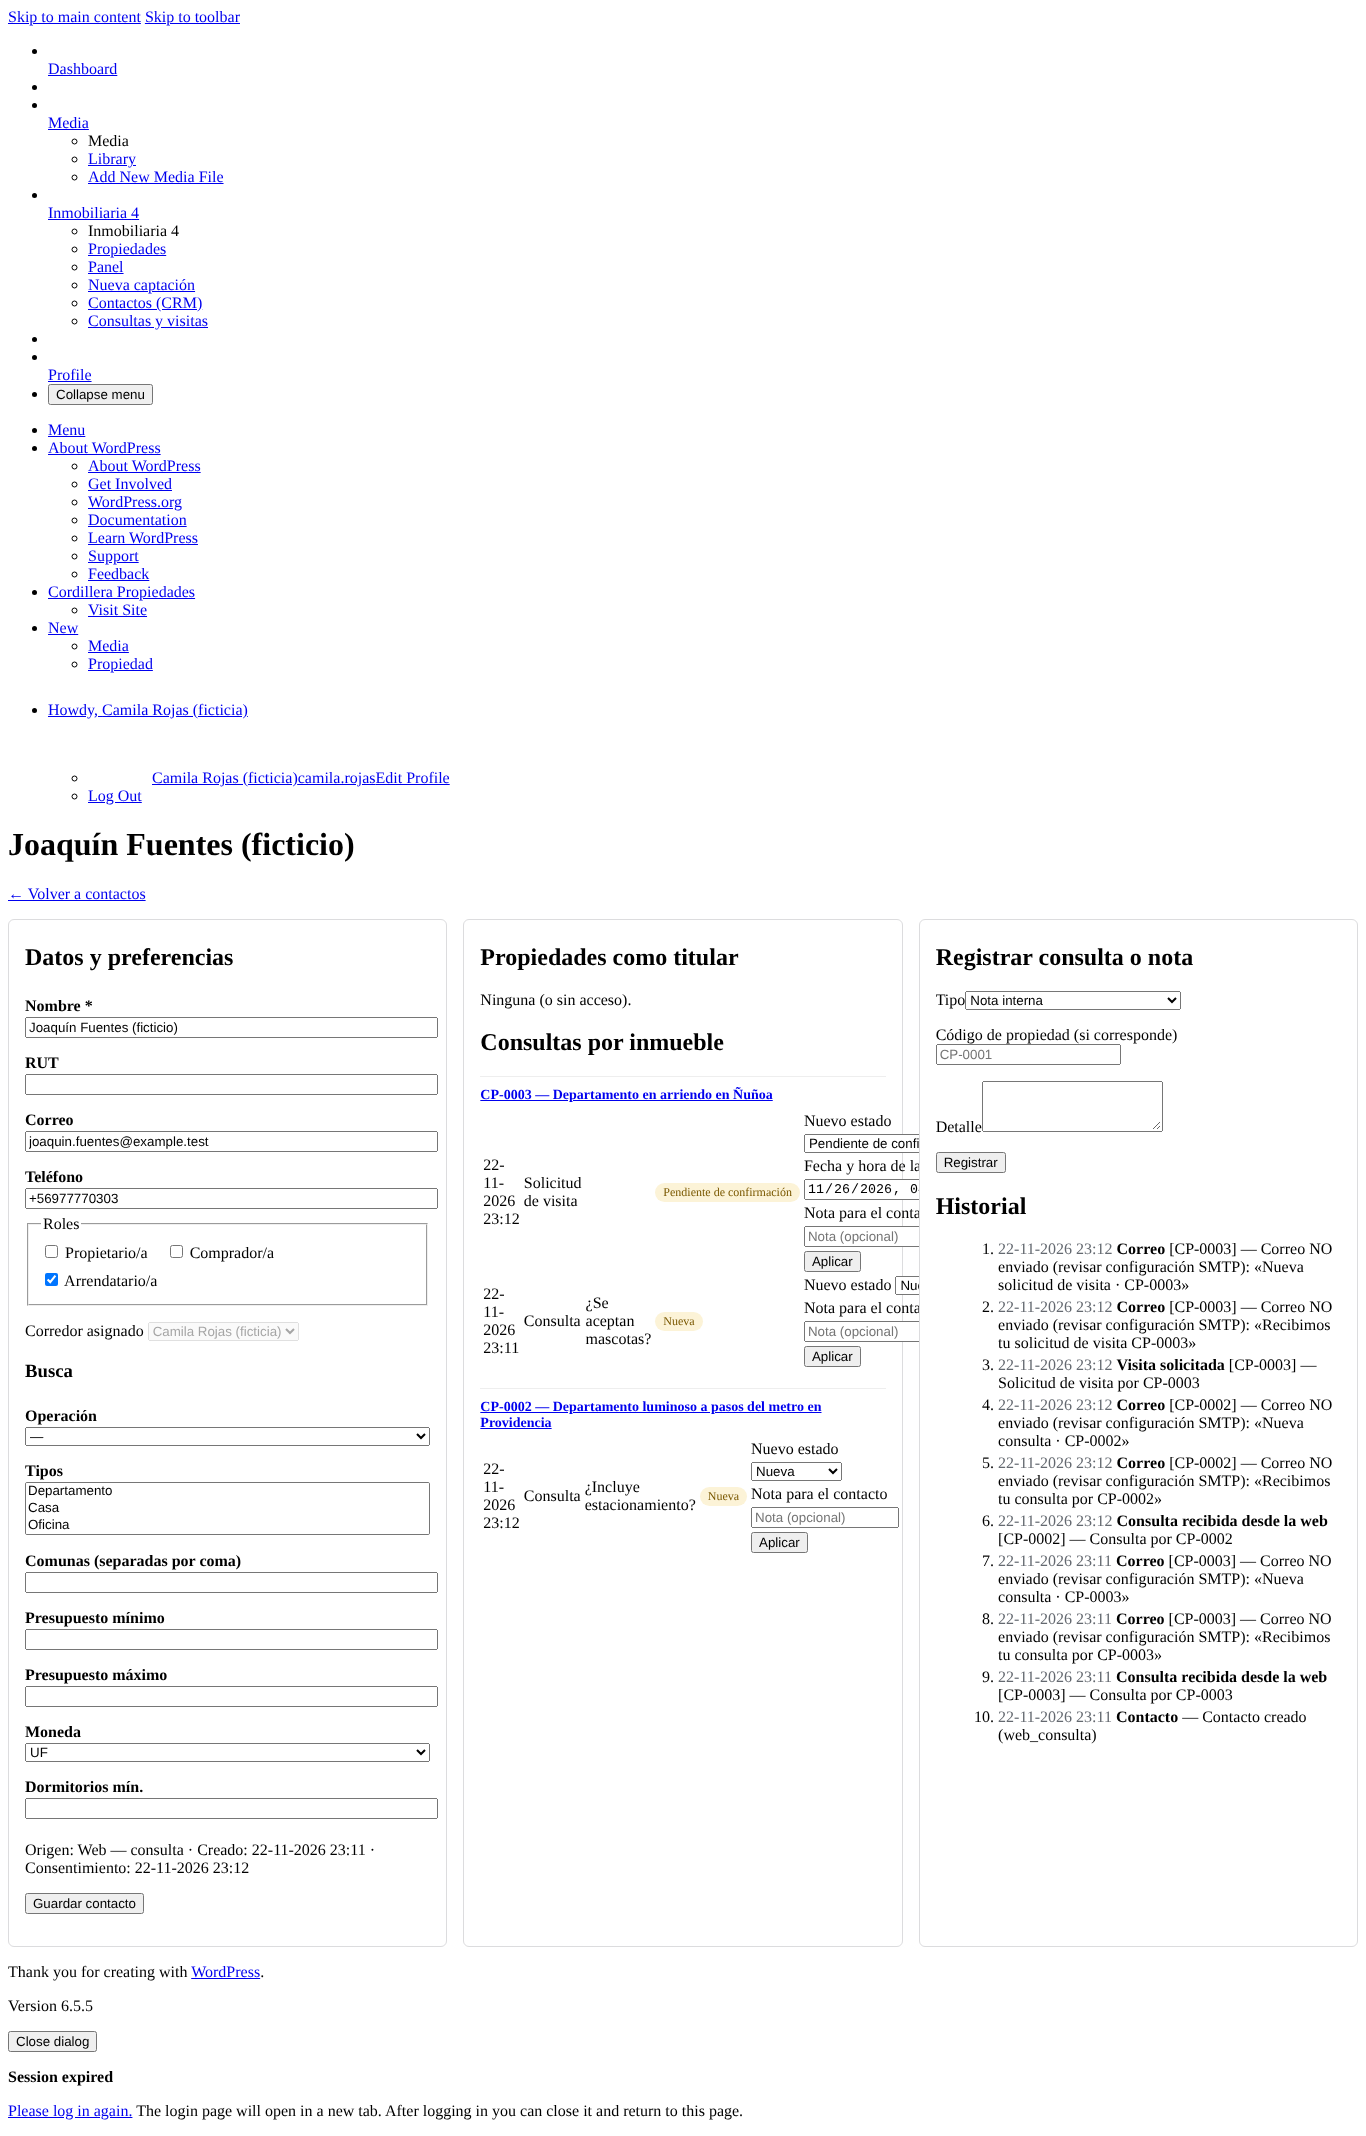 Skip to main content Skip to toolbar
Dashboard
Media
Media
Library
Add New Media File
Inmobiliaria 4
Inmobiliaria 4
Propiedades
Panel
Nueva captación
Contactos (CRM)
Consultas y visitas
Profile
Collapse menu
Menu
About WordPress
About WordPress
Get Involved
WordPress.org
Documentation
Learn WordPress
Support
Feedback
Cordillera Propiedades
Visit Site
New
Media
Propiedad
Howdy, Camila Rojas (ficticia)
Camila Rojas (ficticia)camila.rojasEdit Profile
Log Out
Joaquín Fuentes (ficticio)
← Volver a contactos
Datos y preferencias
Nombre *
Joaquín Fuentes (ficticio)
RUT
Correo
joaquin.fuentes@example.test
Teléfono
+56977770303
Roles
Propietario/a Comprador/a
Arrendatario/a
Corredor asignado Camila Rojas (ficticia)
Busca
Operación
—
Tipos
Departamento
Casa
Oficina
Comunas (separadas por coma)
Presupuesto mínimo
Presupuesto máximo
Moneda
UF
Dormitorios mín.
Origen: Web — consulta · Creado: 22-11-2026 23:11 ·
Consentimiento: 22-11-2026 23:12
Guardar contacto
Propiedades como titular
Ninguna (o sin acceso).
Consultas por inmueble
CP-0003 — Departamento en arriendo en Ñuñoa
22-
11-
2026
23:12
Solicitud
de visita
Pendiente de confirmación
Nuevo estado
Pendiente de confi
Fecha y hora de la
11/26/2026, 0
Nota para el conta
Nota (opcional)
Aplicar
22-
11-
2026
23:11
Consulta
¿Se
aceptan
mascotas?
Nueva
Nuevo estado Nue
Nota para el conta
Nota (opcional)
Aplicar
CP-0002 — Departamento luminoso a pasos del metro en
Providencia
22-
11-
2026
23:12
Consulta
¿Incluye
estacionamiento?
Nueva
Nuevo estado
Nueva
Nota para el contacto
Nota (opcional)
Aplicar
Registrar consulta o nota
Tipo Nota interna
Código de propiedad (si corresponde)
CP-0001
Detalle
Registrar
Historial
1. 22-11-2026 23:12 Correo [CP-0003] — Correo NO
enviado (revisar configuración SMTP): «Nueva
solicitud de visita · CP-0003»
2. 22-11-2026 23:12 Correo [CP-0003] — Correo NO
enviado (revisar configuración SMTP): «Recibimos
tu solicitud de visita CP-0003»
3. 22-11-2026 23:12 Visita solicitada [CP-0003] —
Solicitud de visita por CP-0003
4. 22-11-2026 23:12 Correo [CP-0002] — Correo NO
enviado (revisar configuración SMTP): «Nueva
consulta · CP-0002»
5. 22-11-2026 23:12 Correo [CP-0002] — Correo NO
enviado (revisar configuración SMTP): «Recibimos
tu consulta por CP-0002»
6. 22-11-2026 23:12 Consulta recibida desde la web
[CP-0002] — Consulta por CP-0002
7. 22-11-2026 23:11 Correo [CP-0003] — Correo NO
enviado (revisar configuración SMTP): «Nueva
consulta · CP-0003»
8. 22-11-2026 23:11 Correo [CP-0003] — Correo NO
enviado (revisar configuración SMTP): «Recibimos
tu consulta por CP-0003»
9. 22-11-2026 23:11 Consulta recibida desde la web
[CP-0003] — Consulta por CP-0003
10. 22-11-2026 23:11 Contacto — Contacto creado
(web_consulta)
Thank you for creating with WordPress.
Version 6.5.5
Close dialog
Session expired
Please log in again. The login page will open in a new tab. After logging in you can close it and return to this page.